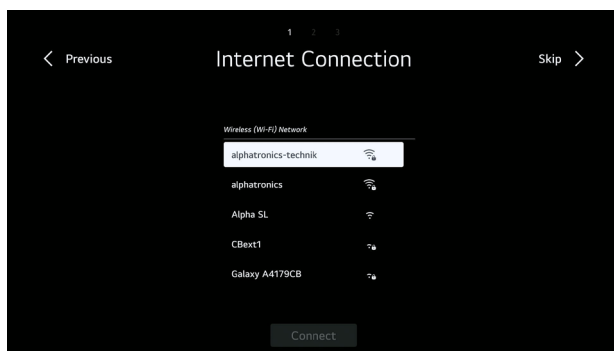 1 2 3
Previous
Internet Connection
Skip
Wireless (Wi-Fi) Network
alphatronics-technik
alphatronics
Alpha SL
CBext1
Galaxy A4179CB
Connect